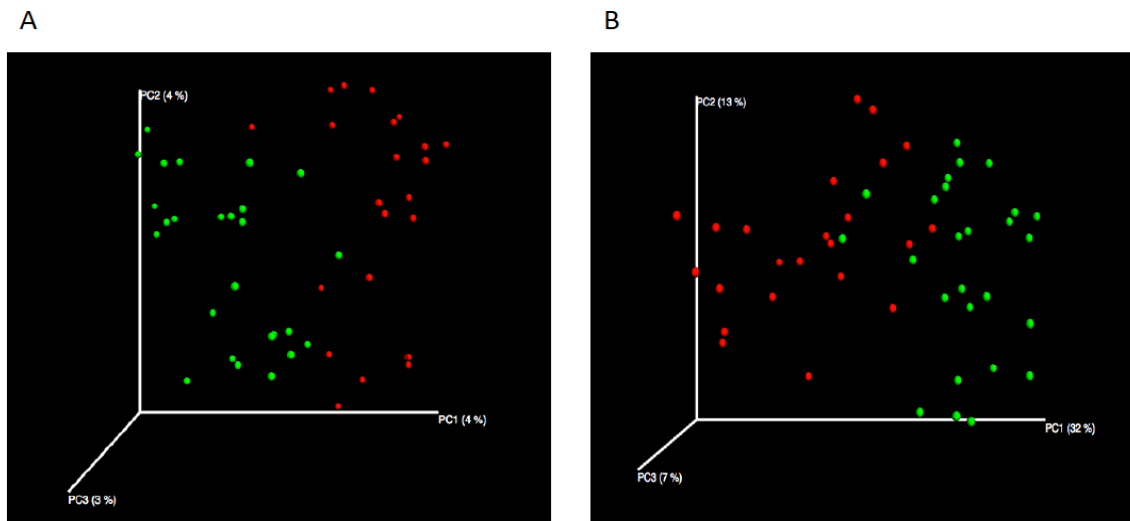 A
B
PC2 (4 %)
PC1 (4 %)
PC3 (3 %)
PC2 (13 %)
PC1 (32 %)
PC3 (7 %)